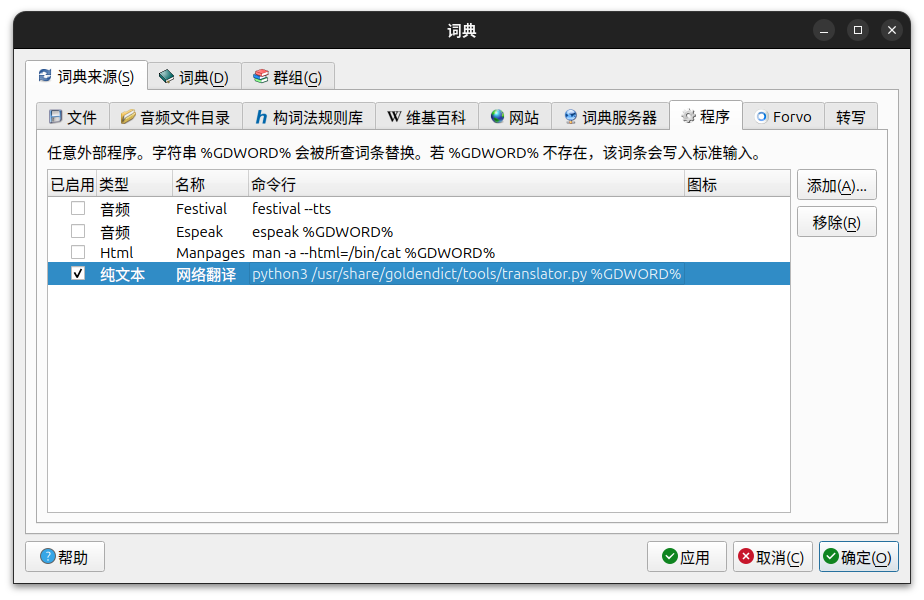 词典
词典来源(S) 词典(D) 群组(G)
文件 音频文件目录 构词法规则库 维基百科 网站 词典服务器 程序 Forvo 转写
任意外部程序。字符串 %GDWORD% 会被所查词条替换。若 %GDWORD% 不存在，该词条会写入标准输入。
已启用 类型 名称 命令行 图标
添加(A)...
音频 Festival festival --tts
移除(R)
音频 Espeak espeak %GDWORD%
Html Manpages man -a --html=/bin/cat %GDWORD%
纯文本 网络翻译 python3 /usr/share/goldendict/tools/translator.py %GDWORD%
帮助 应用 取消(C) 确定(O)